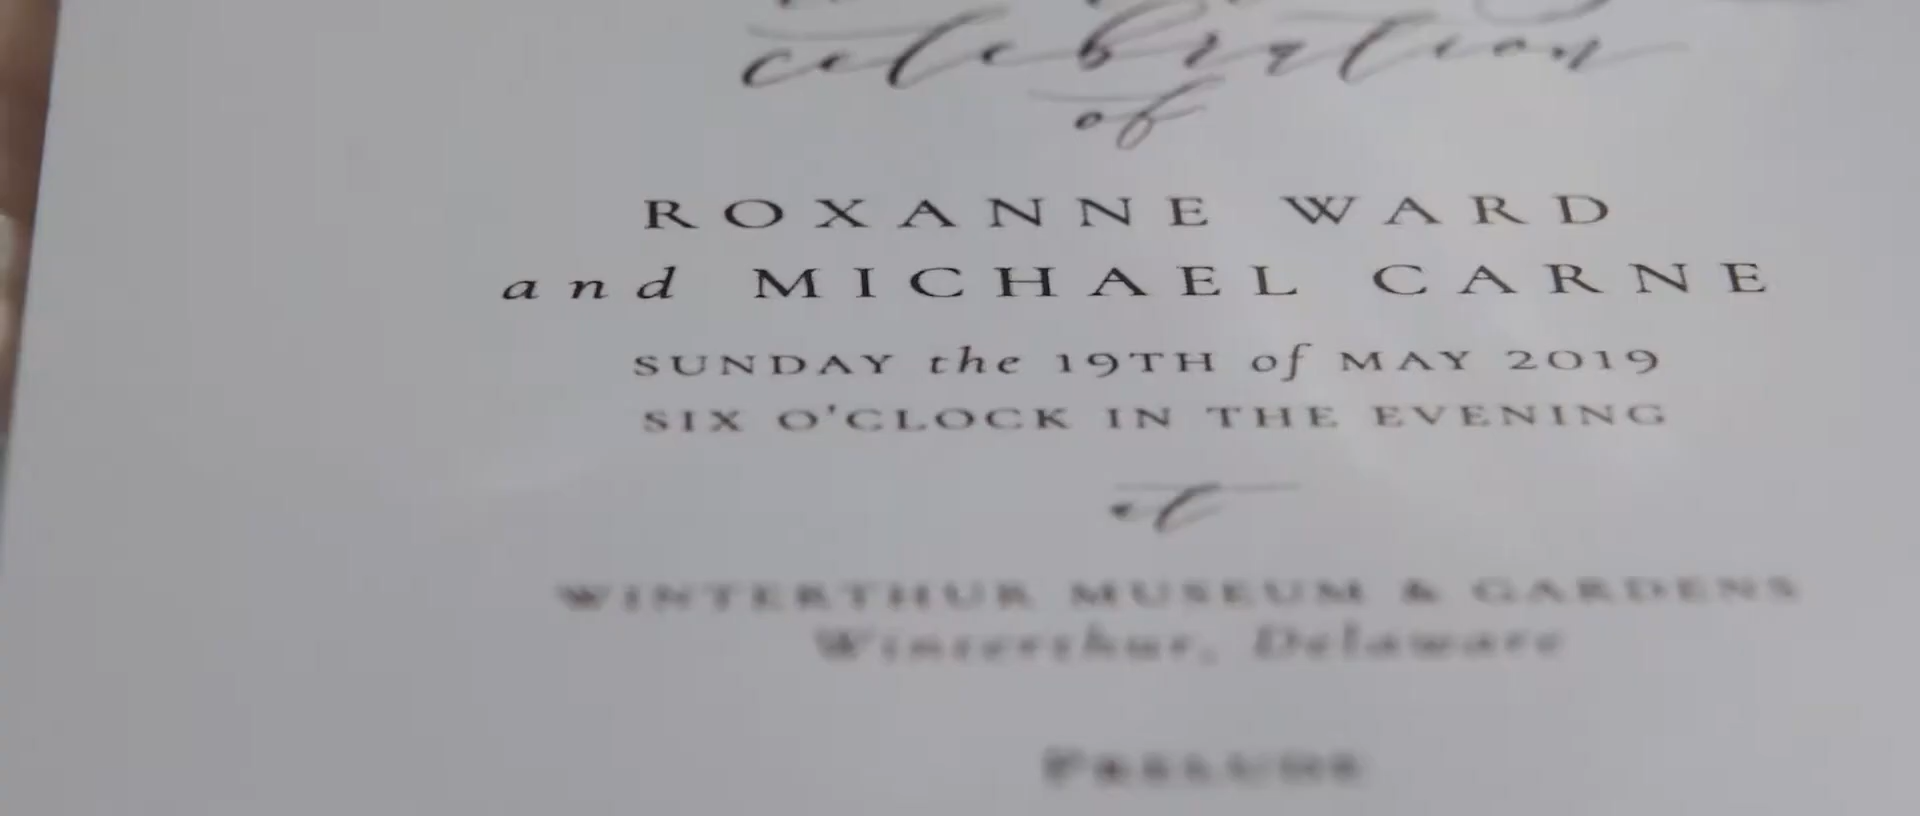 celebration
of
ROXANNE WARD
and MICHAEL CARNE
SUNDAY the 19TH of MAY 2019
SIX O'CLOCK IN THE EVENING
at
WINTERTHUR MUSEUM & GARDENS
Winterthur, Delaware
PRELUDE